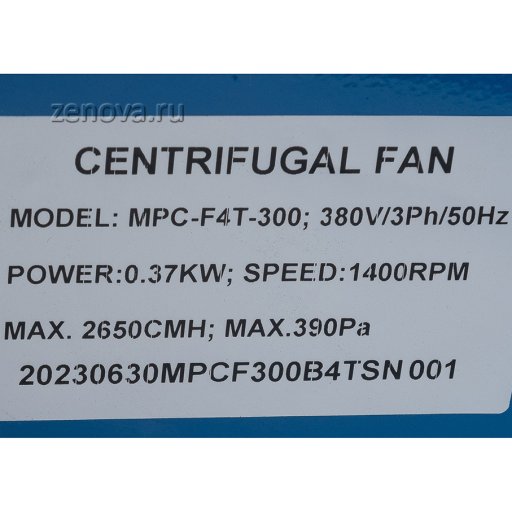 zenova.ru
CENTRIFUGAL FAN
MODEL: MPC-F4T-300; 380V/3Ph/50Hz
POWER:0.37KW; SPEED:1400RPM
MAX. 2650CMH; MAX.390Pa
20230630MPCF300B4TSN 001